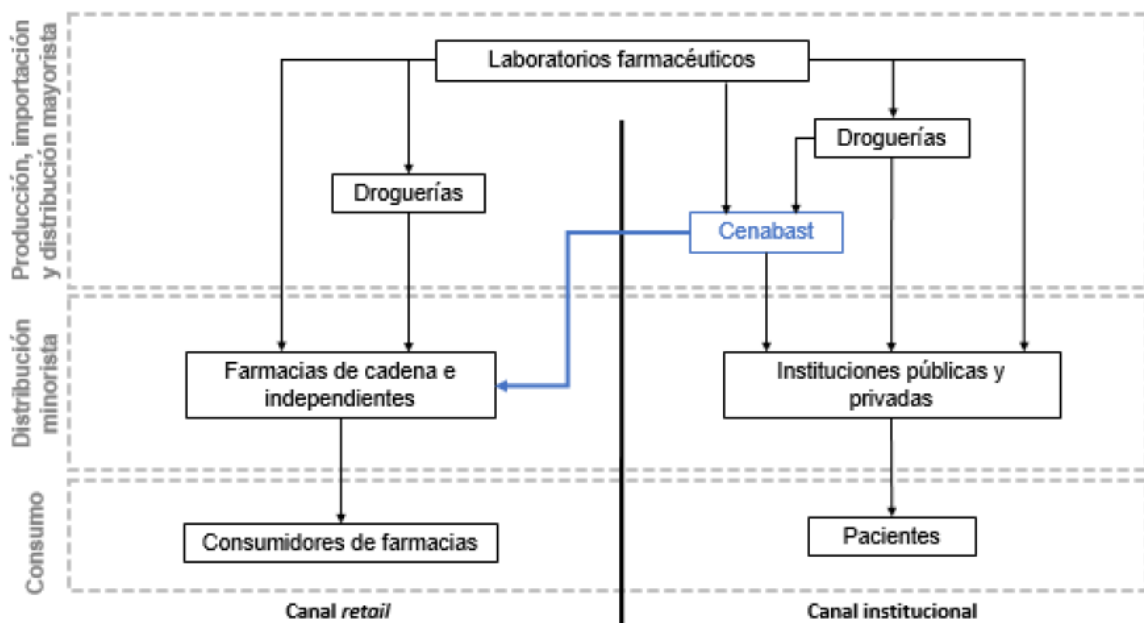 Producción, importación
y distribución mayorista
Laboratorios farmacéuticos
Droguerías
Droguerías
Cenabast
Distribución
minorista
Farmacias de cadena e
independientes
Instituciones públicas y
privadas
Consumo
Consumidores de farmacias
Pacientes
Canal retail
Canal institucional